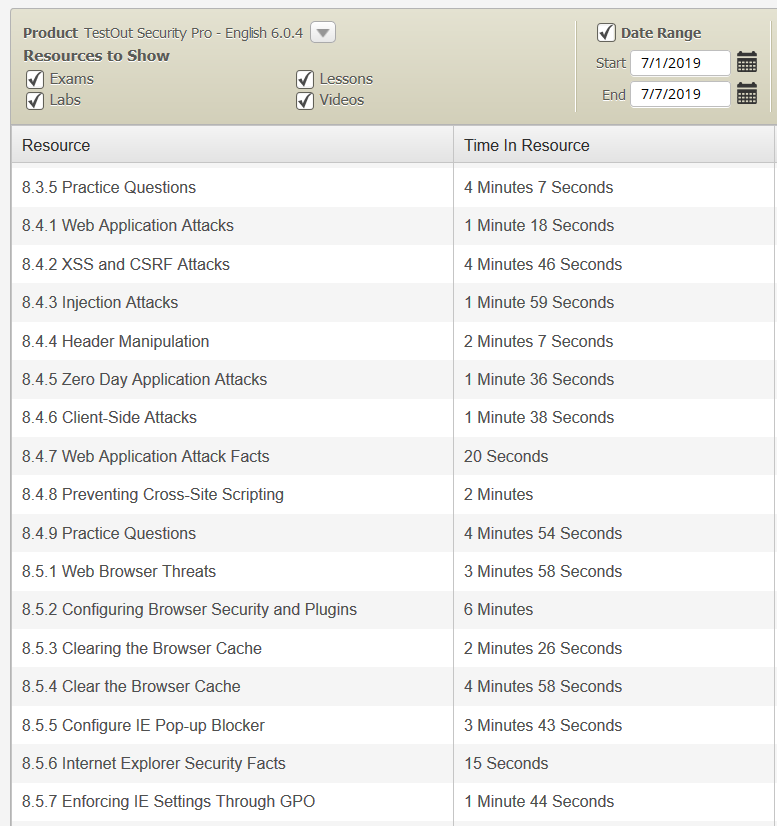 Product TestOut Security Pro - English 6.0.4
Date Range
Resources to Show
Start 7/1/2019
Exams Lessons
Labs Videos
End 7/7/2019
Resource Time In Resource
8.3.5 Practice Questions 4 Minutes 7 Seconds
8.4.1 Web Application Attacks 1 Minute 18 Seconds
8.4.2 XSS and CSRF Attacks 4 Minutes 46 Seconds
8.4.3 Injection Attacks 1 Minute 59 Seconds
8.4.4 Header Manipulation 2 Minutes 7 Seconds
8.4.5 Zero Day Application Attacks 1 Minute 36 Seconds
8.4.6 Client-Side Attacks 1 Minute 38 Seconds
8.4.7 Web Application Attack Facts 20 Seconds
8.4.8 Preventing Cross-Site Scripting 2 Minutes
8.4.9 Practice Questions 4 Minutes 54 Seconds
8.5.1 Web Browser Threats 3 Minutes 58 Seconds
8.5.2 Configuring Browser Security and Plugins 6 Minutes
8.5.3 Clearing the Browser Cache 2 Minutes 26 Seconds
8.5.4 Clear the Browser Cache 4 Minutes 58 Seconds
8.5.5 Configure IE Pop-up Blocker 3 Minutes 43 Seconds
8.5.6 Internet Explorer Security Facts 15 Seconds
8.5.7 Enforcing IE Settings Through GPO 1 Minute 44 Seconds